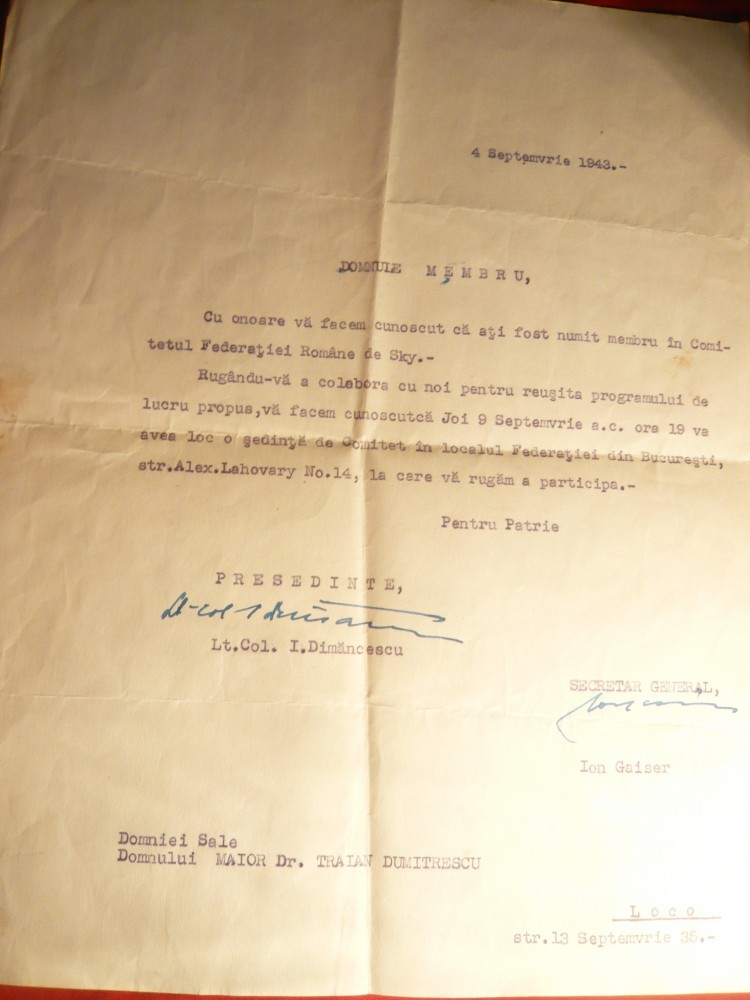 4 Septemvrie 1943.-
DOMNULE MEMBRU,
Cu onoare vă facem cunoscut că aţi fost numit membru în Comi-
tetul Federaţiei Române de Sky.-
Rugându-vă a colabora cu noi pentru reuşita programului de
lucru propus,vă facem cunoscutcă Joi 9 Septemvrie a.c. ora 19 va
avea loc o şedinţă de Comitet în localul Federaţiei din Bucureşti,
str.Alex.Lahovary No.14, la care vă rugăm a participa.-
Pentru Patrie
PRESEDINTE,
Lt.Col. I.Dimăncescu
SECRETAR GENERAL,
Ion Gaiser
Domniei Sale
Domnului MAIOR Dr. TRAIAN DUMITRESCU
Loco
str.13 Septemvrie 35.-